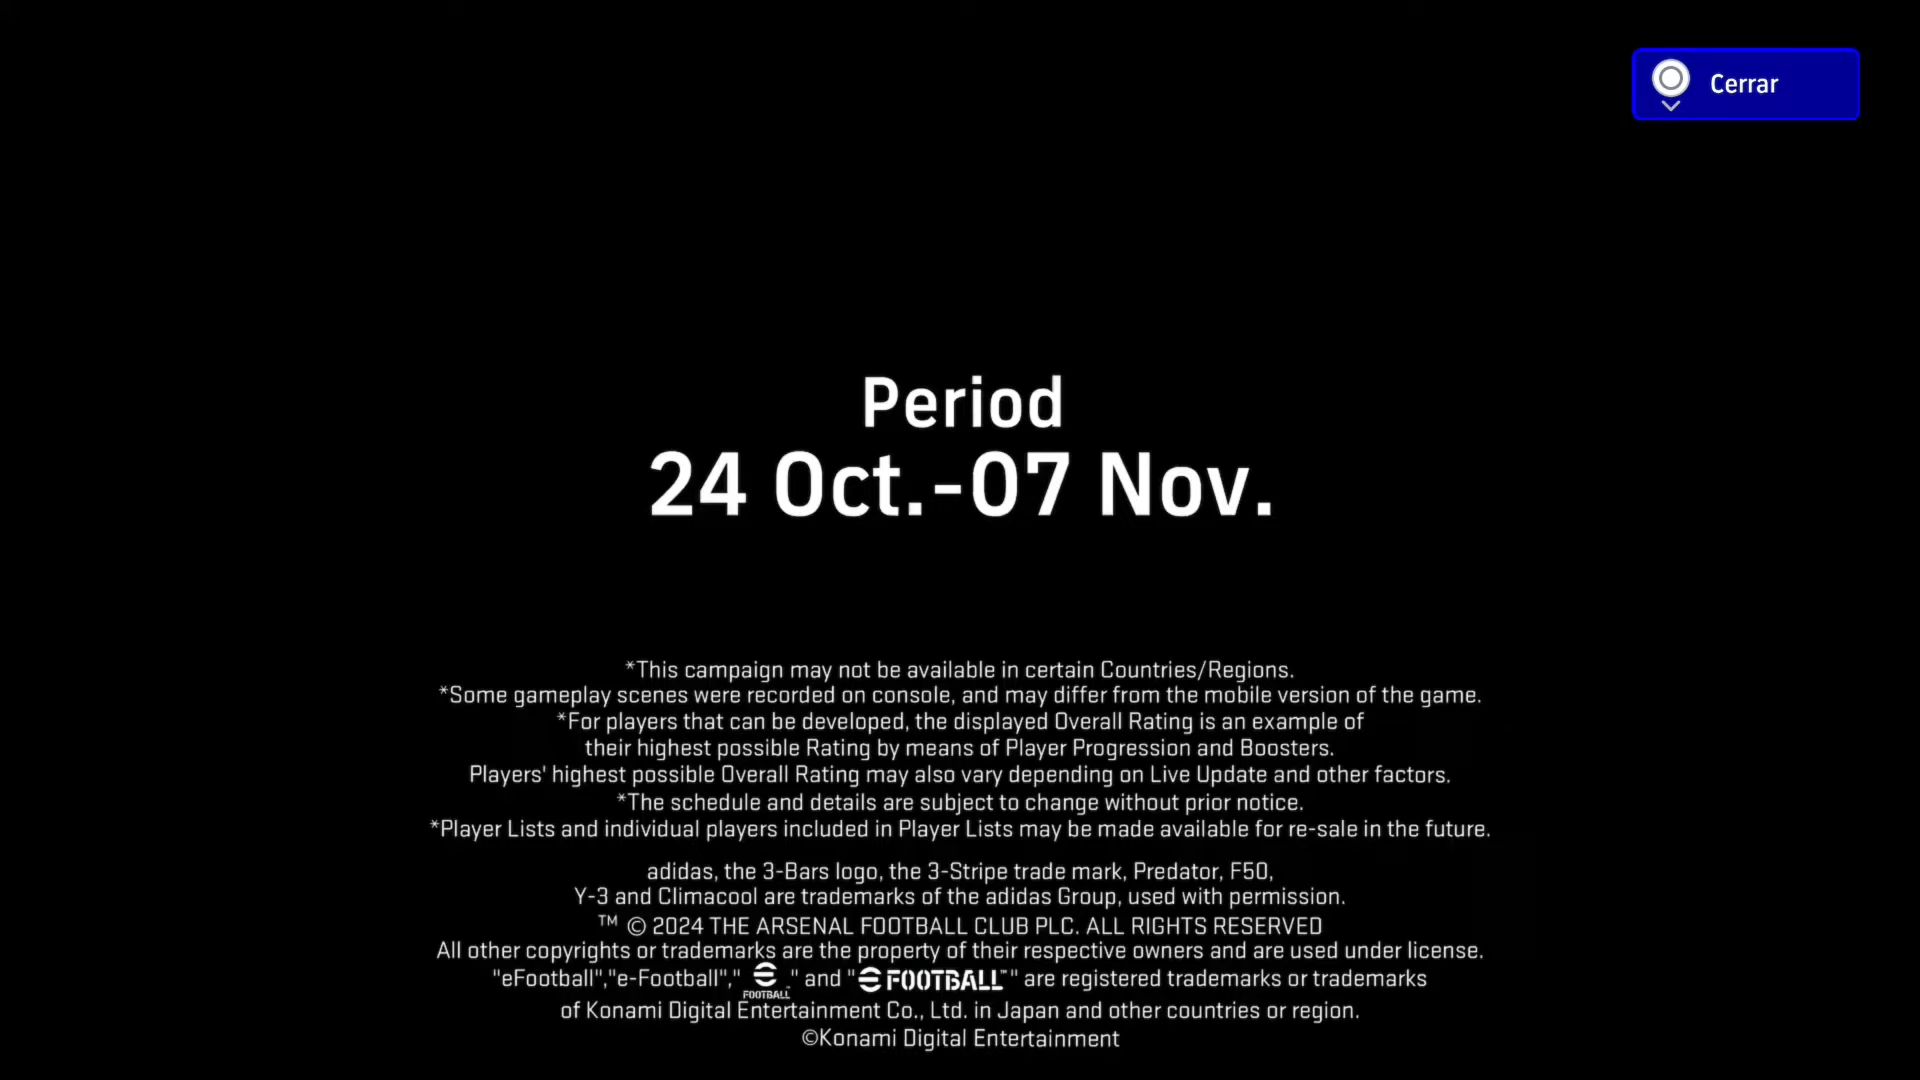 Cerrar
Period
24 Oct.-07 Nov.
*This campaign may not be available in certain Countries/Regions.
*Some gameplay scenes were recorded on console, and may differ from the mobile version of the game.
*For players that can be developed, the displayed Overall Rating is an example of
their highest possible Rating by means of Player Progression and Boosters.
Players' highest possible Overall Rating may also vary depending on Live Update and other factors.
*The schedule and details are subject to change without prior notice.
*Player Lists and individual players included in Player Lists may be made available for re-sale in the future.
adidas, the 3-Bars logo, the 3-Stripe trade mark, Predator, F50,
Y-3 and Climacool are trademarks of the adidas Group, used with permission.
™ © 2024 THE ARSENAL FOOTBALL CLUB PLC. ALL RIGHTS RESERVED
All other copyrights or trademarks are the property of their respective owners and are used under license.
"eFootball","e-Football"," e FOOTBALL " and "eFOOTBALL™" are registered trademarks or trademarks
of Konami Digital Entertainment Co., Ltd. in Japan and other countries or region.
©Konami Digital Entertainment